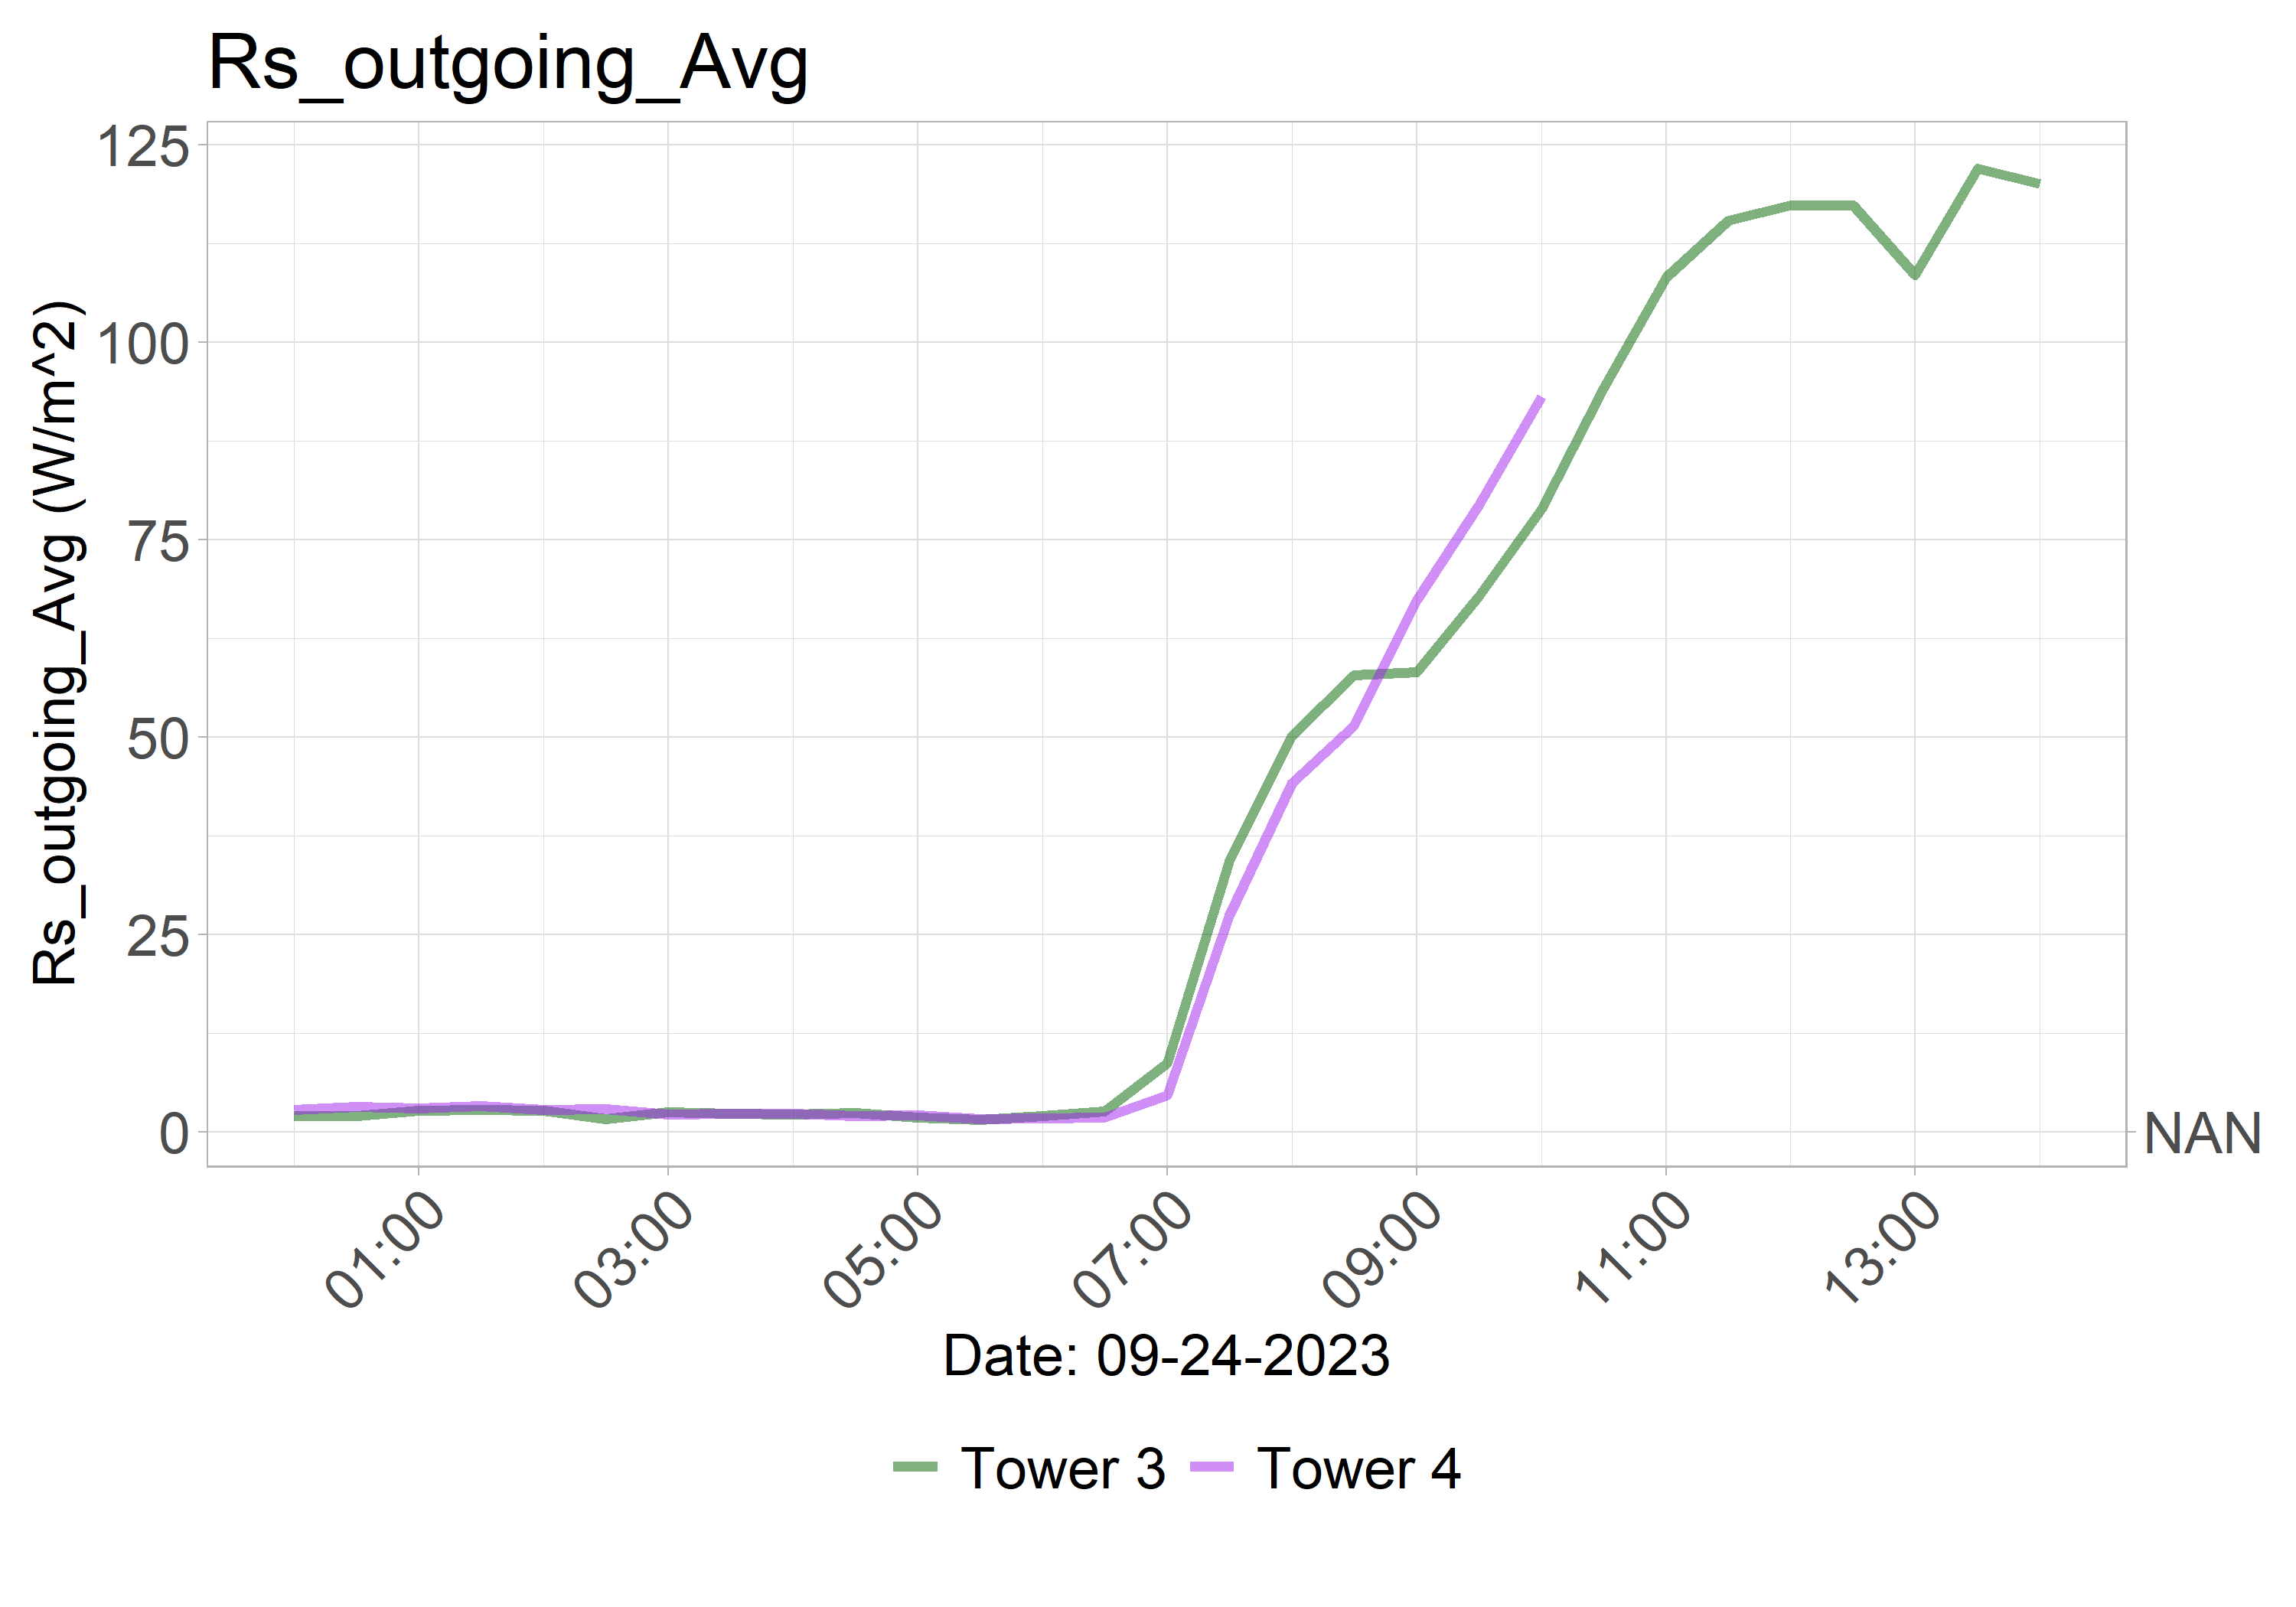 Rs_outgoing_Avg
Rs_outgoing_Avg (W/m^2)
125
100
75
50
25
0
NAN
01:00
03:00
05:00
07:00
09:00
11:00
13:00
Date: 09-24-2023
Tower 3
Tower 4